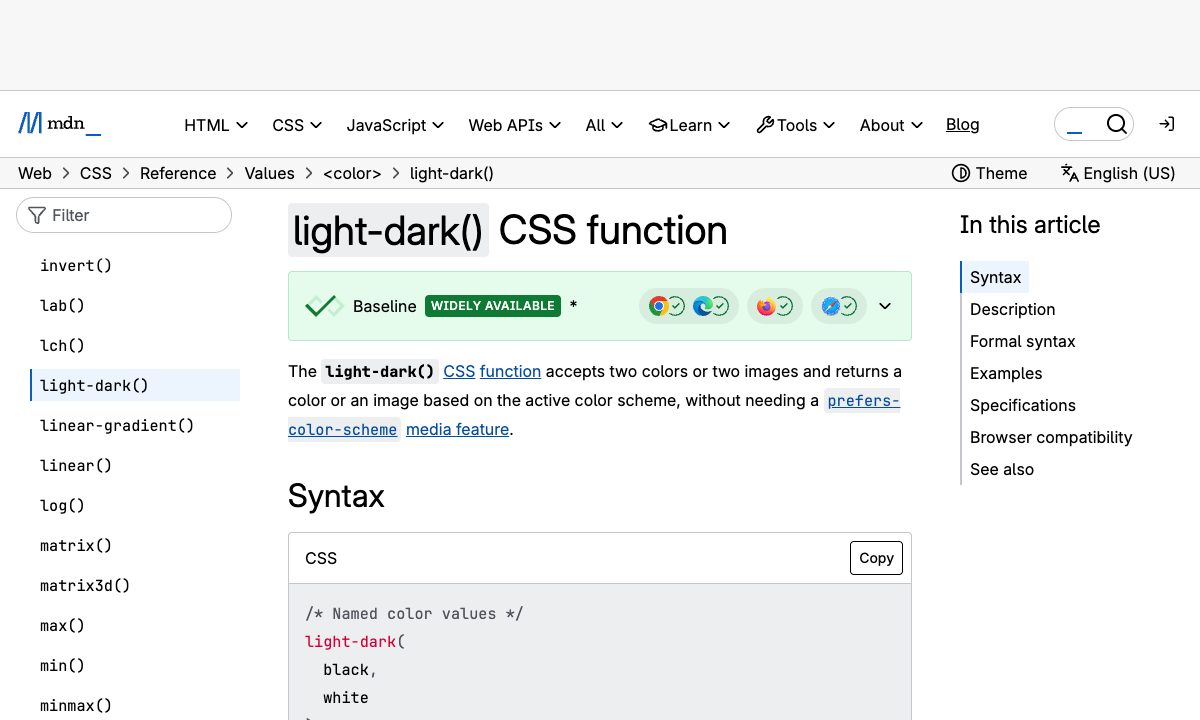 mdn_
HTML CSS JavaScript Web APIs All Learn Tools About Blog
Web > CSS > Reference > Values > <color> > light-dark()
Theme English (US)
Filter
invert()
lab()
lch()
light-dark()
linear-gradient()
linear()
log()
matrix()
matrix3d()
max()
min()
minmax()
light-dark() CSS function
Baseline WIDELY AVAILABLE *
The light-dark() CSS function accepts two colors or two images and returns a
color or an image based on the active color scheme, without needing a prefers-
color-scheme media feature.
Syntax
CSS
Copy
/* Named color values */
light-dark(
black,
white
In this article
Syntax
Description
Formal syntax
Examples
Specifications
Browser compatibility
See also